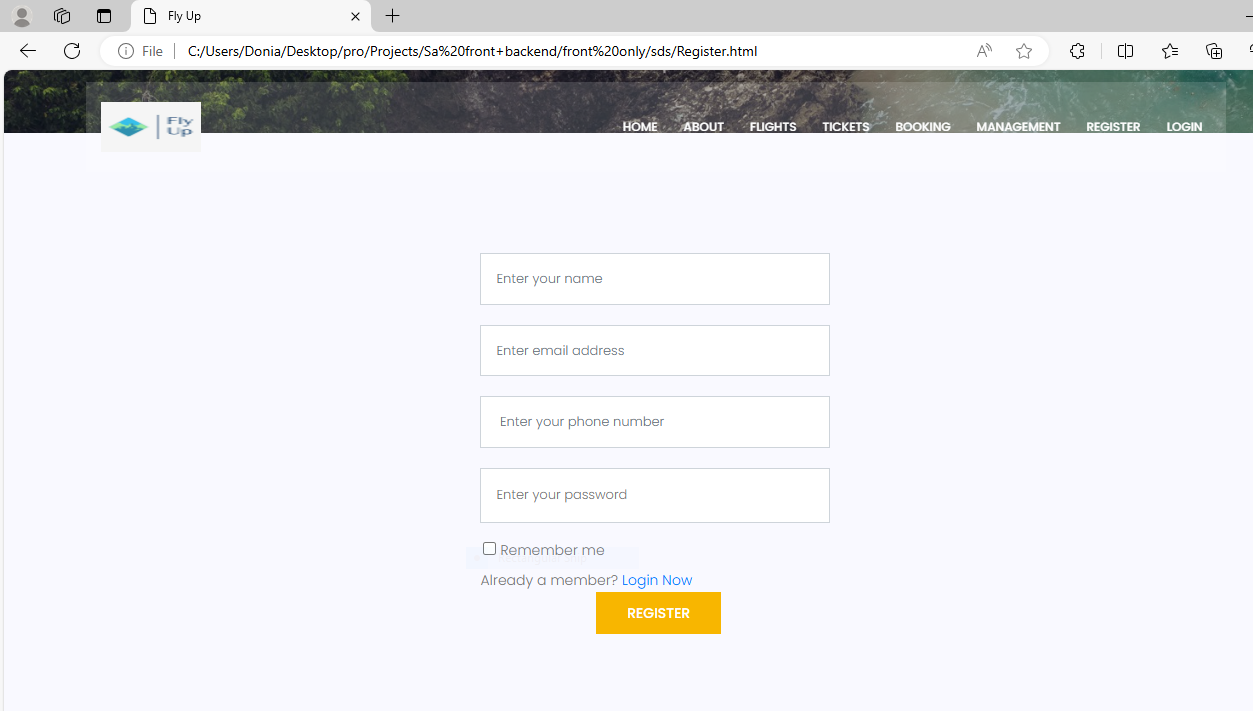 Fly Up
File
C:/Users/Donia/Desktop/pro/Projects/Sa%20front+backend/front%20only/sds/Register.html
Fly
Up
HOME ABOUT FLIGHTS TICKETS BOOKING MANAGEMENT REGISTER LOGIN
Enter your name
Enter email address
Enter your phone number
Enter your password
Remember me
Already a member? Login Now
REGISTER